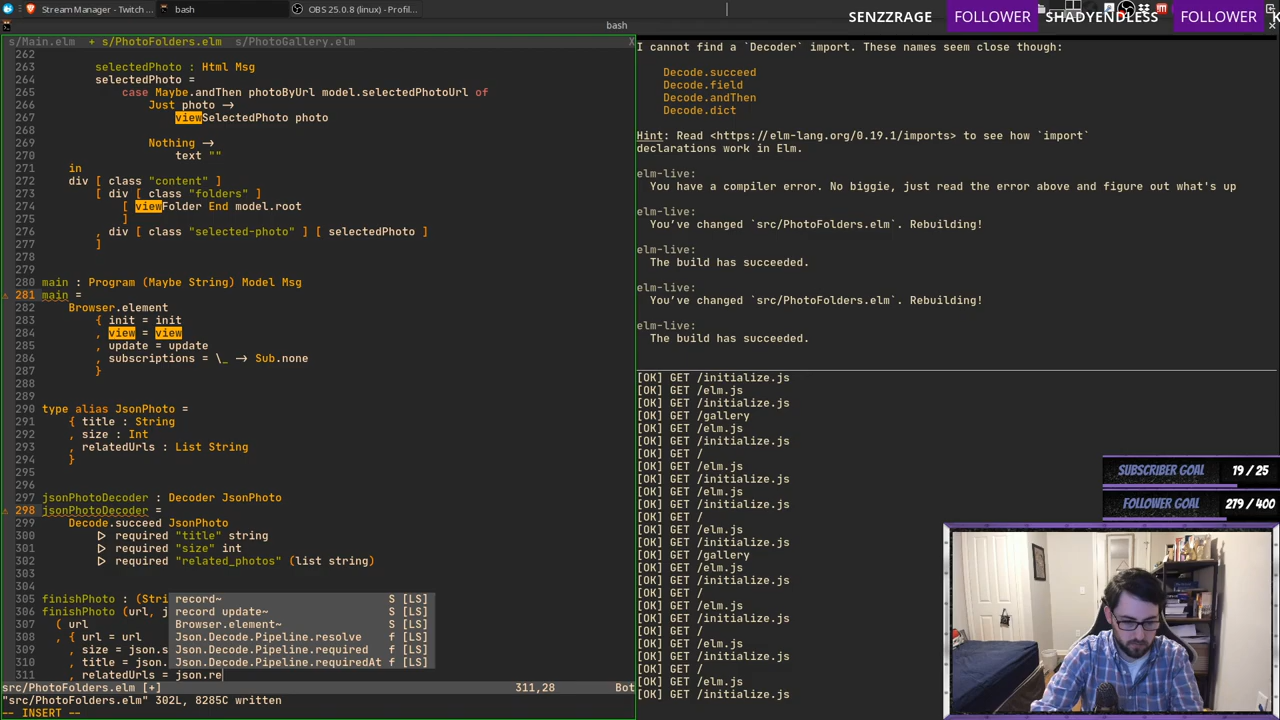 Stream Manager - Twitch ...
bash
OBS 25.0.8 (linux) - Profil...
bash
SENZZRAGE
FOLLOWER
SHADYENDLESS
FOLLOWER
s/Main.elm + s/PhotoFolders.elm s/PhotoGallery.elm X
262
263 selectedPhoto : Html Msg
264 selectedPhoto =
265 case Maybe.andThen photoByUrl model.selectedPhotoUrl of
266 Just photo ->
267 viewSelectedPhoto photo
268
269 Nothing ->
270 text ""
271 in
272 div [ class "content" ]
273 [ div [ class "folders" ]
274 [ viewFolder End model.root
275 ]
276 , div [ class "selected-photo" ] [ selectedPhoto ]
277 ]
278
279
280 main : Program (Maybe String) Model Msg
281 main =
282 Browser.element
283 { init = init
284 , view = view
285 , update = update
286 , subscriptions = \_ -> Sub.none
287 }
288
289
290 type alias JsonPhoto =
291 { title : String
292 , size : Int
293 , relatedUrls : List String
294 }
295
296
297 jsonPhotoDecoder : Decoder JsonPhoto
298 jsonPhotoDecoder =
299 Decode.succeed JsonPhoto
300 ▷ required "title" string
301 ▷ required "size" int
302 ▷ required "related_photos" (list string)
303
304
305 finishPhoto : (Stri
306 finishPhoto (url, j
307 ( url
308 , { url = url
309 , size = json.s
310 , title = json.
311 , relatedUrls = json.re
record~ S [LS]
record update~ S [LS]
Browser.element~ S [LS]
Json.Decode.Pipeline.resolve f [LS]
Json.Decode.Pipeline.required f [LS]
Json.Decode.Pipeline.requiredAt f [LS]
src/PhotoFolders.elm [+] 311,28 Bot
"src/PhotoFolders.elm" 302L, 8285C written
-- INSERT --
I cannot find a `Decoder` import. These names seem close though:
Decode.succeed
Decode.field
Decode.andThen
Decode.dict
Hint: Read <https://elm-lang.org/0.19.1/imports> to see how `import`
declarations work in Elm.
elm-live:
You have a compiler error. No biggie, just read the error above and figure out what's up
elm-live:
You've changed `src/PhotoFolders.elm`. Rebuilding!
elm-live:
The build has succeeded.
elm-live:
You've changed `src/PhotoFolders.elm`. Rebuilding!
elm-live:
The build has succeeded.
[OK] GET /initialize.js
[OK] GET /elm.js
[OK] GET /initialize.js
[OK] GET /gallery
[OK] GET /elm.js
[OK] GET /initialize.js
[OK] GET /
[OK] GET /elm.js
[OK] GET /initialize.js
[OK] GET /elm.js
[OK] GET /initialize.js
[OK] GET /
[OK] GET /elm.js
[OK] GET /initialize.js
[OK] GET /gallery
[OK] GET /elm.js
[OK] GET /initialize.js
[OK] GET /
[OK] GET /elm.js
[OK] GET /initialize.js
[OK] GET /
[OK] GET /elm.js
[OK] GET /initialize.js
[OK] GET /
[OK] GET /elm.js
[OK] GET /initialize.js
SUBSCRIBER GOAL 19 / 25
FOLLOWER GOAL 279 / 400